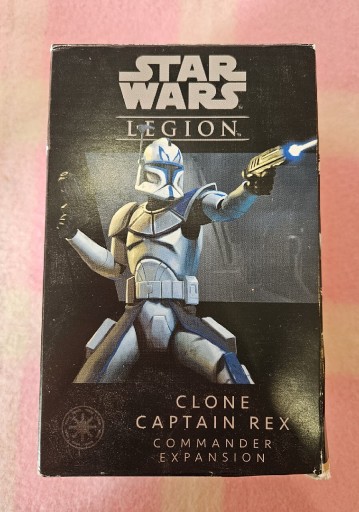 STAR
WARS
LEGION
CLONE
CAPTAIN REX
COMMANDER
EXPANSION